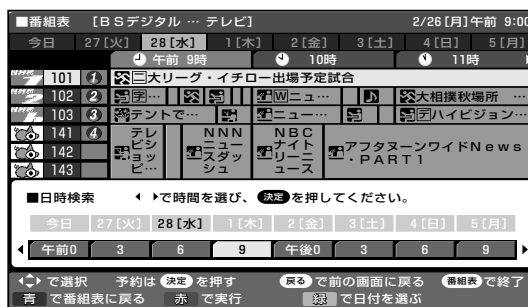 ■番組表 [BSデジタル … テレビ] 2/26[月]午前 9:00
今日 27[火] 28[水] 1[木] 2[金] 3[土] 4[日] 5[月]
午前 9時 10時 11時
101 1 二大リーグ・イチロー出場予定試合
102 2 字… Wニュ… 大相撲秋場所 …
103 3 テントで… ニュー… デハイビジョン…
141 4 テレビショッピ… NNNニュースダッシュ NBCナイトリーニュース アフタヌーンワイドNews・PART1
142
143
■日時検索 で時間を選び、 決定 を押してください。
今日 27[火] 28[水] 1[木] 2[金] 3[土] 4[日] 5[月]
午前0 3 6 9 午後0 3 6 9
で選択 予約は 決定 を押す 戻る で前の画面に戻る 番組表 で終了
青 で番組表に戻る 赤 で実行 緑 で日付を選ぶ